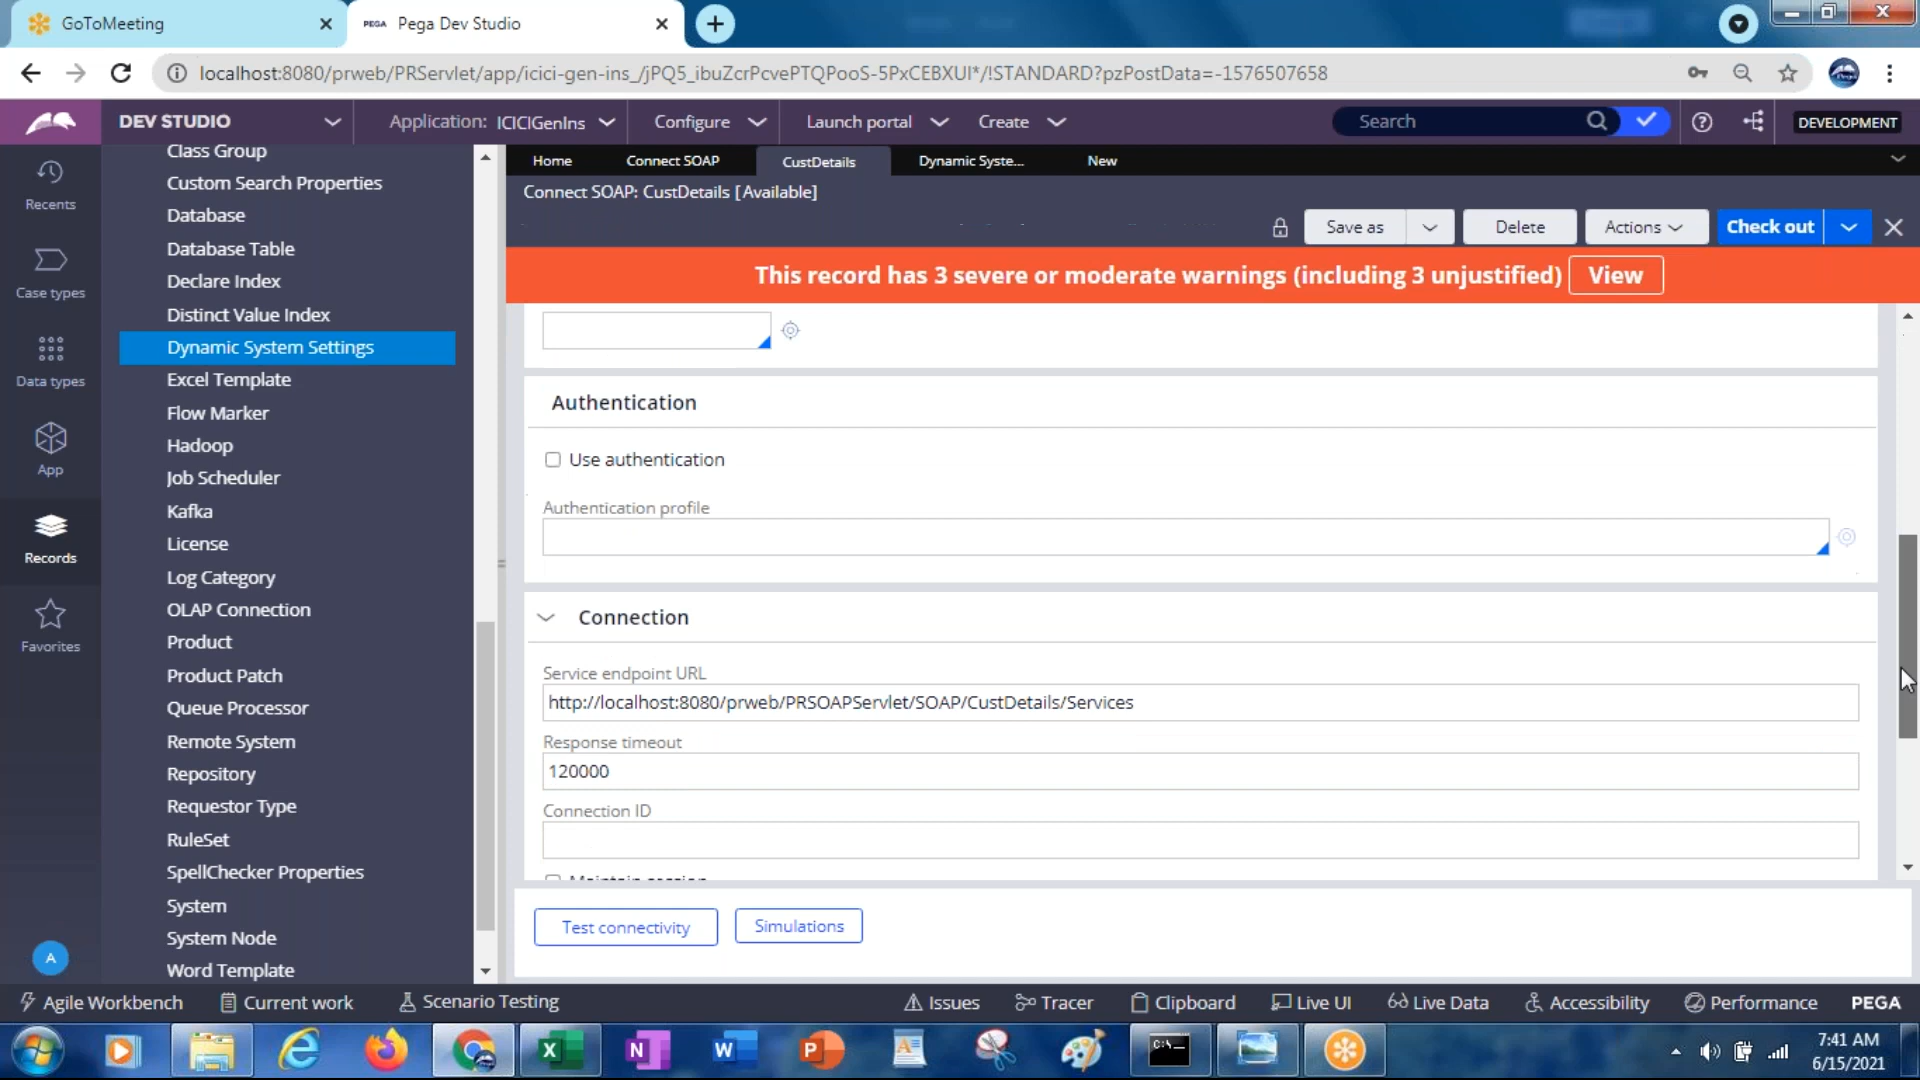 GoToMeeting
PEGA Pega Dev Studio
localhost:8080/prweb/PRServlet/app/icici-gen-ins_/jPQ5_ibuZcrPcvePTQPooS-5PxCEBXUI*/!STANDARD?pzPostData=-1576507658
DEV STUDIO
Application: ICICIGenIns
Configure
Launch portal
Create
Search
DEVELOPMENT
Recents
Case types
Data types
App
Records
Favorites
A
Class Group
Custom Search Properties
Database
Database Table
Declare Index
Distinct Value Index
Dynamic System Settings
Excel Template
Flow Marker
Hadoop
Job Scheduler
Kafka
License
Log Category
OLAP Connection
Product
Product Patch
Queue Processor
Remote System
Repository
Requestor Type
RuleSet
SpellChecker Properties
System
System Node
Word Template
Home
Connect SOAP
CustDetails
Dynamic Syste...
New
Connect SOAP: CustDetails [Available]
Save as
Delete
Actions
Check out
This record has 3 severe or moderate warnings (including 3 unjustified)
View
Authentication
Use authentication
Authentication profile
Connection
Service endpoint URL
http://localhost:8080/prweb/PRSOAPServlet/SOAP/CustDetails/Services
Response timeout
120000
Connection ID
Maintain session
Test connectivity
Simulations
Agile Workbench
Current work
Scenario Testing
Issues
Tracer
Clipboard
Live UI
Live Data
Accessibility
Performance
PEGA
7:41 AM
6/15/2021